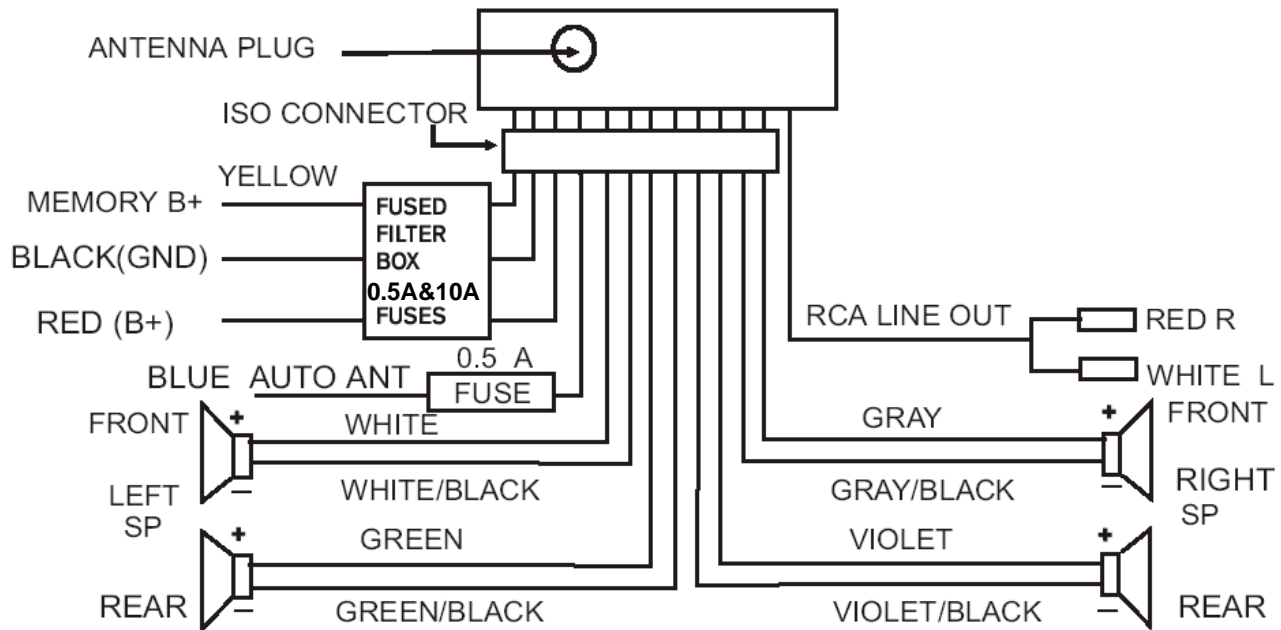 ANTENNA PLUG
ISO CONNECTOR
YELLOW
MEMORY B+
BLACK(GND)
RED (B+)
FUSED
FILTER
BOX
0.5A&10A
FUSES
RCA LINE OUT
RED R
WHITE L
0.5 A
FUSE
BLUE AUTO ANT
FRONT
+
WHITE
LEFT
SP
–
WHITE/BLACK
+
GREEN
REAR
–
GREEN/BLACK
GRAY
+
FRONT
GRAY/BLACK
–
RIGHT
SP
VIOLET
+
VIOLET/BLACK
–
REAR